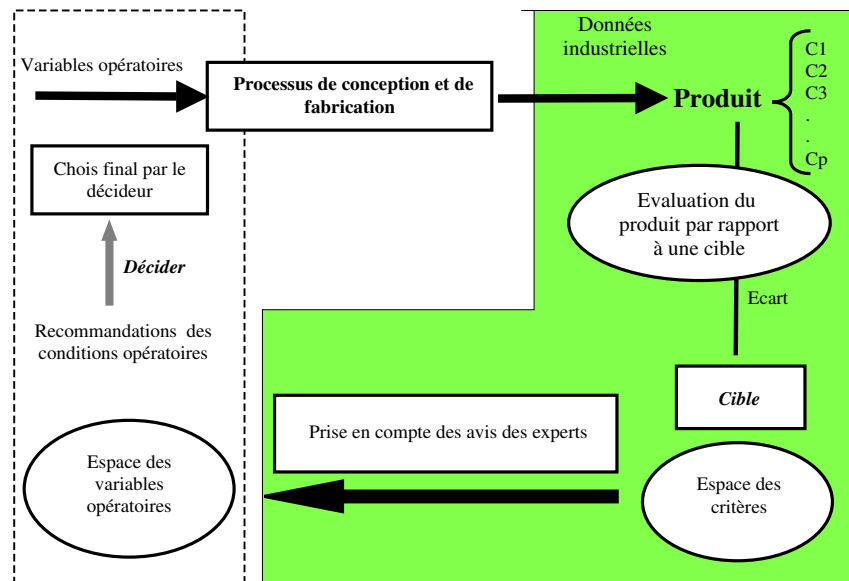 Variables opératoires
Processus de conception et de
fabrication
Données
industrielles
Produit
C1
C2
C3
.
.
Cp
Chois final par le
décideur
Décider
Recommandations des
conditions opératoires
Evaluation du
produit par rapport
à une cible
Ecart
Cible
Prise en compte des avis des experts
Espace des
variables
opératoires
Espace des
critères